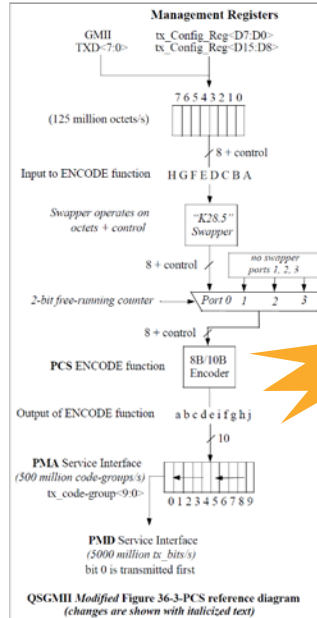 Management Registers
GMII
TXD<7:0>
tx_Config_Reg<D7:D0>
tx_Config_Reg<D15:D8>
7 6 5 4 3 2 1 0
(125 million octets/s)
8 + control
Input to ENCODE function
H G F E D C B A
Swapper operates on
octets + control
"K28.5"
Swapper
8 + control
no swapper
ports 1, 2, 3
2-bit free-running counter
Port 0 1 2 3
8 + control
PCS ENCODE function
8B/10B
Encoder
Output of ENCODE function
a b c d e i f g h j
10
PMA Service Interface
(500 million code-groups/s)
tx_code-group<9:0>
0 1 2 3 4 5 6 7 8 9
PMD Service Interface
(5000 million tx_bits/s)
bit 0 is transmitted first
QSGMII Modified Figure 36-3-PCS reference diagram
(changes are shown with italicized text)